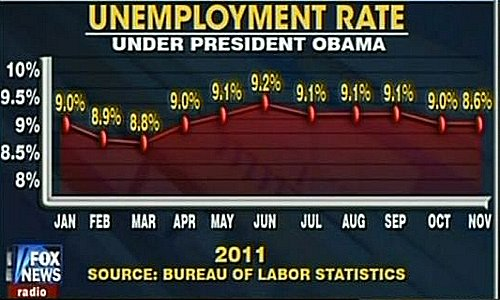 UNEMPLOYMENT RATE
UNDER PRESIDENT OBAMA
10%
9.5%
9%
8.5%
8%
9.0% 8.9% 8.8% 9.0% 9.1% 9.2% 9.1% 9.1% 9.1% 9.0% 8.6%
JAN FEB MAR APR MAY JUN JUL AUG SEP OCT NOV
2011
SOURCE: BUREAU OF LABOR STATISTICS
FOX
NEWS
radio